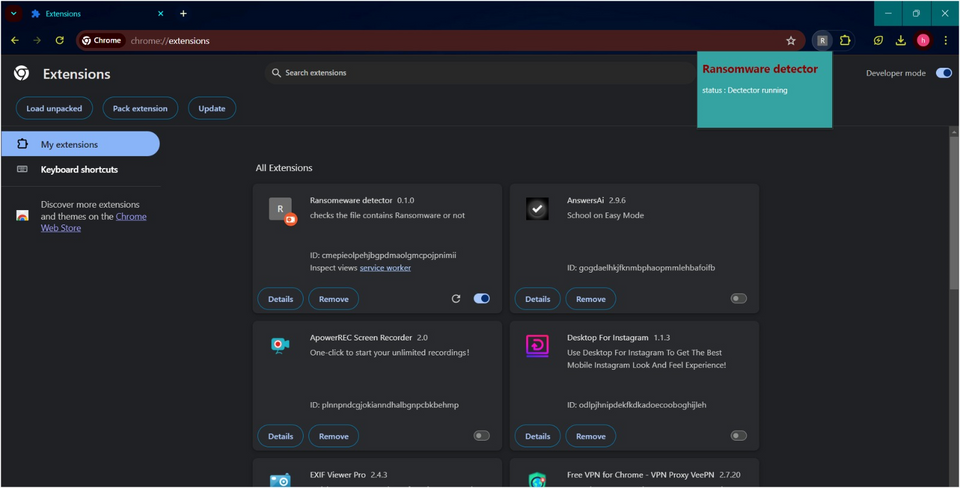 Extensions
Chrome
chrome://extensions
R
h
Extensions
Search extensions
Ransomware detector
status : Dectector running
Developer mode
Load unpacked
Pack extension
Update
My extensions
Keyboard shortcuts
Discover more extensions
and themes on the Chrome
Web Store
All Extensions
R
Ransomeware detector 0.1.0
checks the file contains Ransomware or not
ID: cmepieolpehjbgpdmaolgmcpojpnimii
Inspect views service worker
Details
Remove
AnswersAi 2.9.6
School on Easy Mode
ID: gogdaelhkjfknmbphaopmmlehbafoifb
Details
Remove
ApowerREC Screen Recorder 2.0
One-click to start your unlimited recordings!
ID: plnnpndcgjokianndhalbgnpcbkbehmp
Details
Remove
Desktop For Instagram 1.1.3
Use Desktop For Instagram To Get The Best
Mobile Instagram Look And Feel Experience!
ID: odlpjhnipdekfkdkadoecooboghijleh
Details
Remove
EXIF Viewer Pro 2.4.3
Free VPN for Chrome - VPN Proxy VeePN 2.7.20